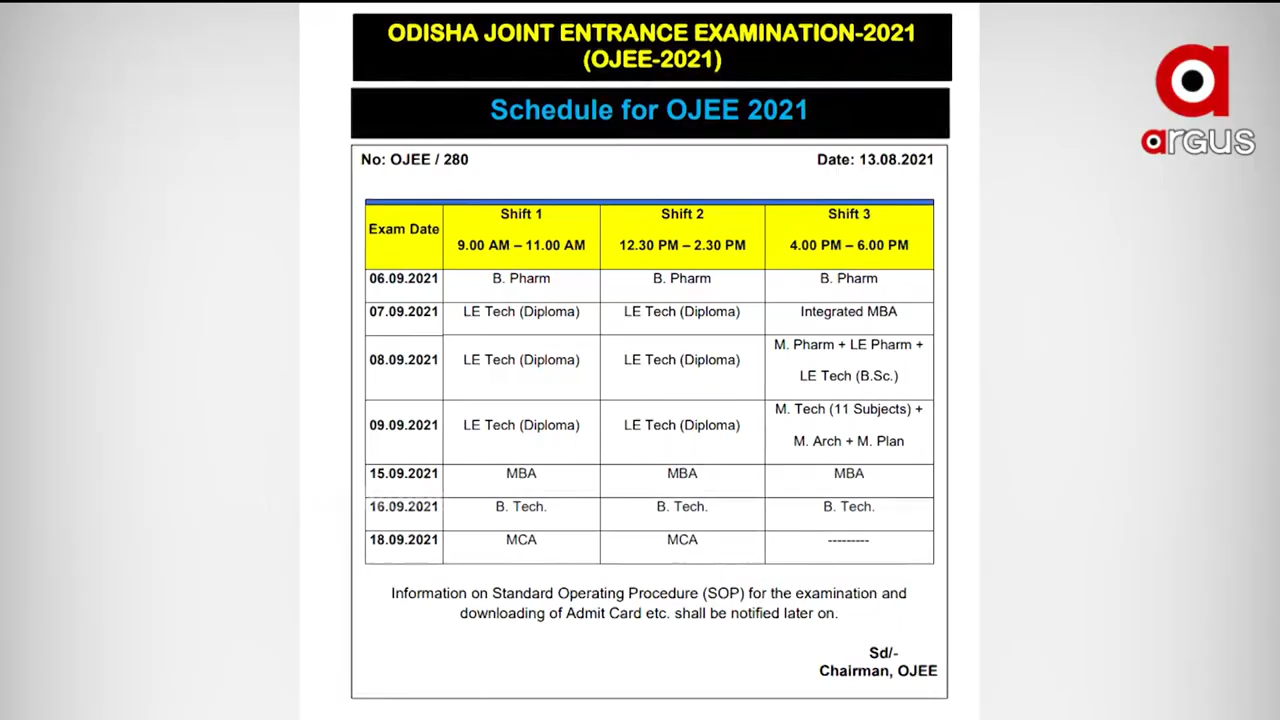 ODISHA JOINT ENTRANCE EXAMINATION-2021
(OJEE-2021)
argus
Schedule for OJEE 2021
No: OJEE / 280 Date: 13.08.2021
Exam Date Shift 1 Shift 2 Shift 3
9.00 AM – 11.00 AM 12.30 PM – 2.30 PM 4.00 PM – 6.00 PM
06.09.2021 B. Pharm B. Pharm B. Pharm
07.09.2021 LE Tech (Diploma) LE Tech (Diploma) Integrated MBA
08.09.2021 LE Tech (Diploma) LE Tech (Diploma) M. Pharm + LE Pharm +
LE Tech (B.Sc.)
09.09.2021 LE Tech (Diploma) LE Tech (Diploma) M. Tech (11 Subjects) +
M. Arch + M. Plan
15.09.2021 MBA MBA MBA
16.09.2021 B. Tech. B. Tech. B. Tech.
18.09.2021 MCA MCA ---------
Information on Standard Operating Procedure (SOP) for the examination and
downloading of Admit Card etc. shall be notified later on.
Sd/-
Chairman, OJEE